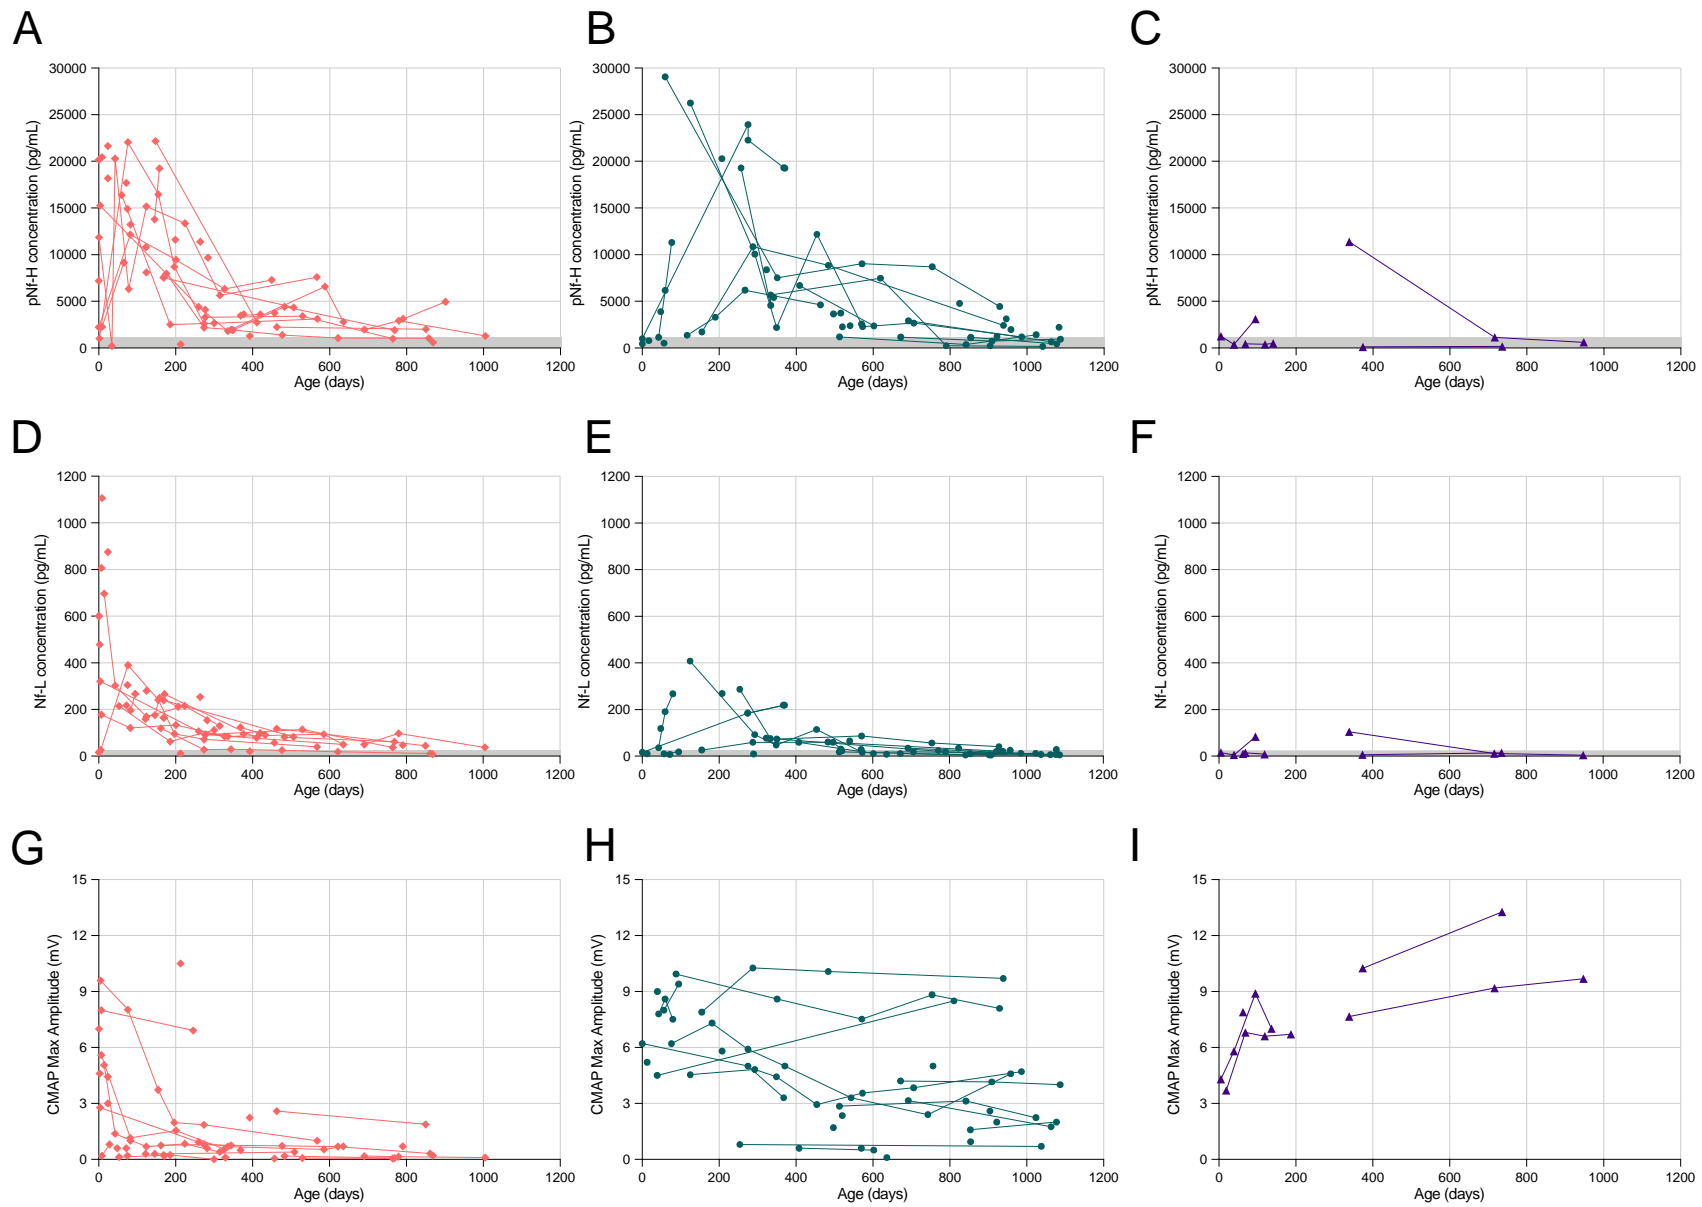 A
B
C
30000
25000
20000
15000
10000
5000
0
pNf-H concentration (pg/mL)
0 200 400 600 800 1000 1200
Age (days)
30000
25000
20000
15000
10000
5000
0
pNf-H concentration (pg/mL)
0 200 400 600 800 1000 1200
Age (days)
30000
25000
20000
15000
10000
5000
0
pNf-H concentration (pg/mL)
0 200 400 600 800 1000 1200
Age (days)
D
E
F
1200
1000
800
600
400
200
0
Nf-L concentration (pg/mL)
0 200 400 600 800 1000 1200
Age (days)
1200
1000
800
600
400
200
0
Nf-L concentration (pg/mL)
0 200 400 600 800 1000 1200
Age (days)
1200
1000
800
600
400
200
0
Nf-L concentration (pg/mL)
0 200 400 600 800 1000 1200
Age (days)
G
H
I
15
12
9
6
3
0
CMAP Max Amplitude (mV)
0 200 400 600 800 1000 1200
Age (days)
15
12
9
6
3
0
CMAP Max Amplitude (mV)
0 200 400 600 800 1000 1200
Age (days)
15
12
9
6
3
0
CMAP Max Amplitude (mV)
0 200 400 600 800 1000 1200
Age (days)